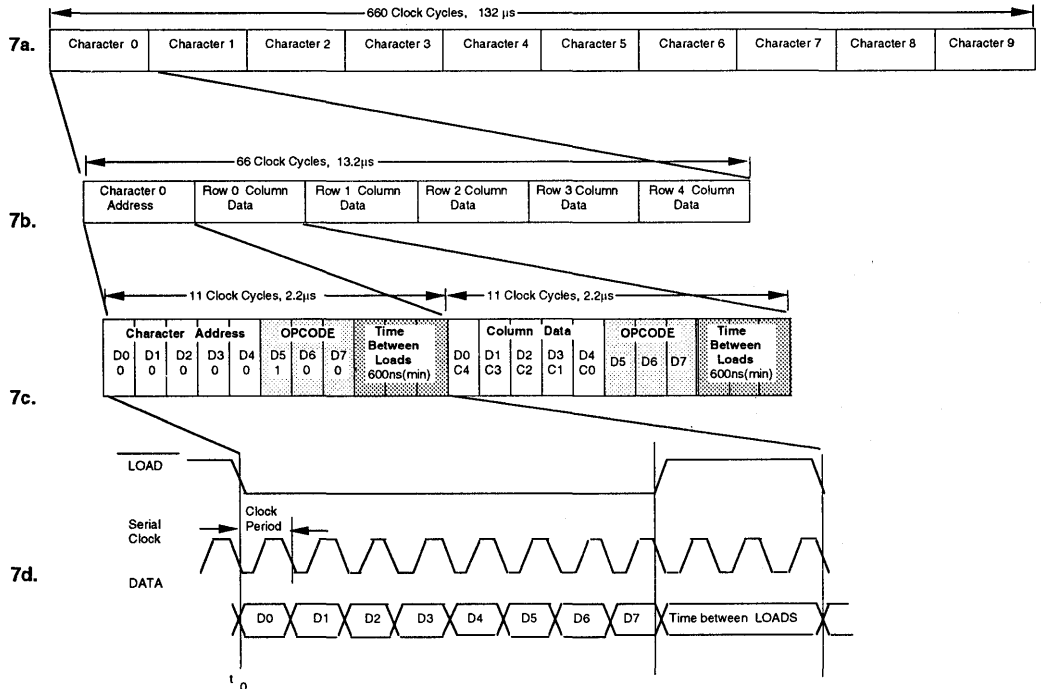 660 Clock Cycles, 132 µs
7a.
Character 0 Character 1 Character 2 Character 3 Character 4 Character 5 Character 6 Character 7 Character 8 Character 9
66 Clock Cycles, 13.2µs
7b.
Character 0 Address
Row 0 Column Data
Row 1 Column Data
Row 2 Column Data
Row 3 Column Data
Row 4 Column Data
11 Clock Cycles, 2.2µs 11 Clock Cycles, 2.2µs
7c.
Character Address OPCODE Time Between Loads 600ns(min)
D0 D1 D2 D3 D4 D5 D6 D7
0 0 0 0 0 1 0 0
Column Data OPCODE Time Between Loads 600ns(min)
D0 D1 D2 D3 D4 D5 D6 D7
C4 C3 C2 C1 C0
7d.
LOAD
Serial Clock
Clock Period
DATA
D0 D1 D2 D3 D4 D5 D6 D7 Time between LOADS
t 0